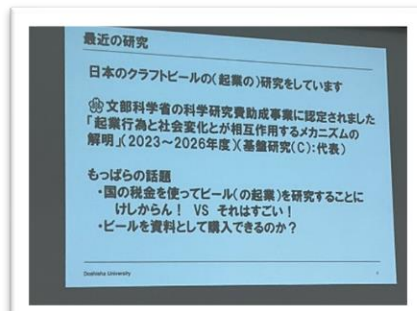 最近の研究
日本のクラフトビールの(起業の)研究をしています
文部科学省の科学研究費助成事業に認定されました
「起業行為と社会変化とが相互作用するメカニズムの
解明」(2023~2026年度)(基盤研究(C):代表)
もっぱらの話題
・国の税金を使ってビール(の起業)を研究することに
けしからん! VS それはすごい!
・ビールを資料として購入できるのか?
Doshisha University